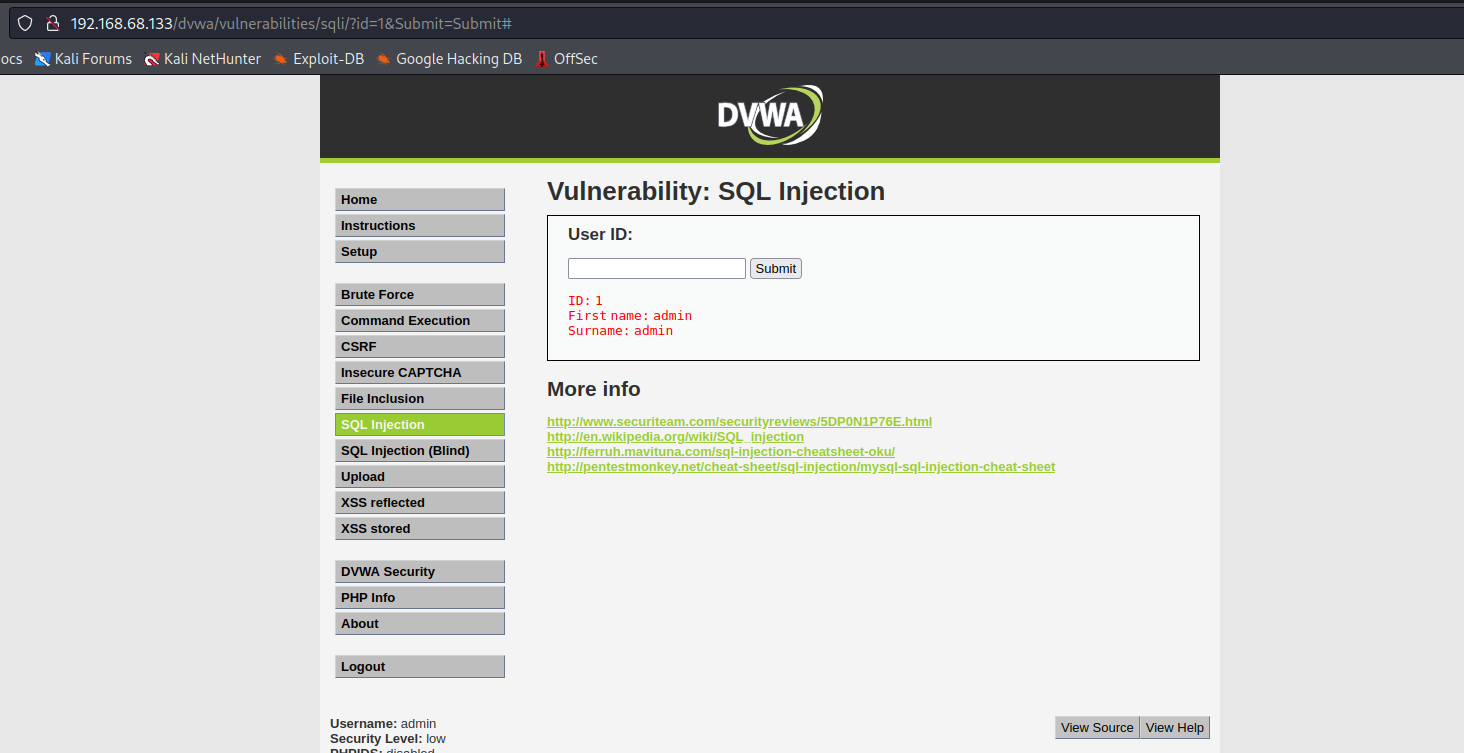 192.168.68.133/dvwa/vulnerabilities/sqli/?id=1&Submit=Submit#
ocs Kali Forums Kali NetHunter Exploit-DB Google Hacking DB OffSec
DVWA
Home
Instructions
Setup
Brute Force
Command Execution
CSRF
Insecure CAPTCHA
File Inclusion
SQL Injection
SQL Injection (Blind)
Upload
XSS reflected
XSS stored
DVWA Security
PHP Info
About
Logout
Vulnerability: SQL Injection
User ID:
Submit
ID: 1
First name: admin
Surname: admin
More info
http://www.securiteam.com/securityreviews/5DP0N1P76E.html
http://en.wikipedia.org/wiki/SQL_injection
http://ferruh.mavituna.com/sql-injection-cheatsheet-oku/
http://pentestmonkey.net/cheat-sheet/sql-injection/mysql-sql-injection-cheat-sheet
Username: admin
Security Level: low
PHPIDS: disabled
View Source View Help